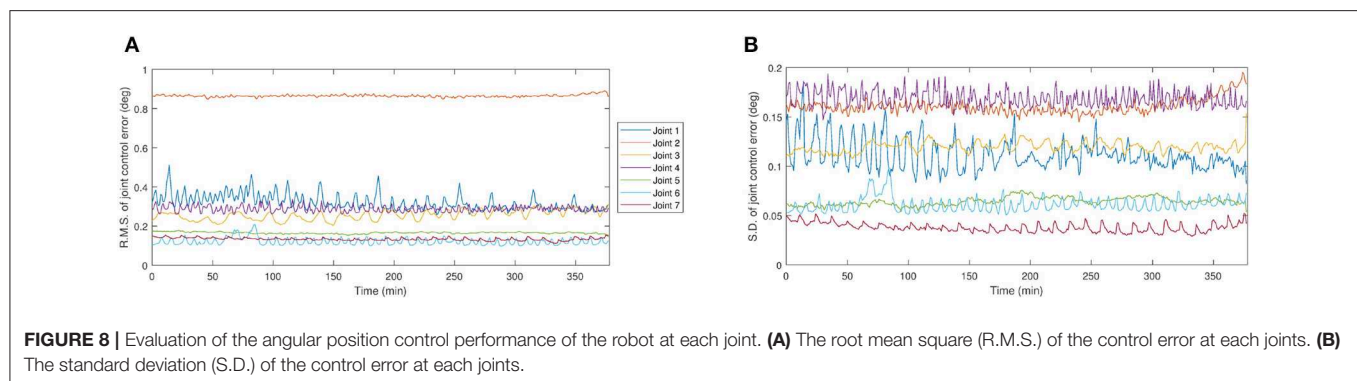 A
B
R.M.S. of joint control error (deg)
1
0.8
0.6
0.4
0.2
0
0 50 100 150 200 250 300 350
Time (min)
Joint 1
Joint 2
Joint 3
Joint 4
Joint 5
Joint 6
Joint 7
S.D. of joint control error (deg)
0.2
0.15
0.1
0.05
0
0 50 100 150 200 250 300 350
Time (min)
FIGURE 8 | Evaluation of the angular position control performance of the robot at each joint. (A) The root mean square (R.M.S.) of the control error at each joints. (B)
The standard deviation (S.D.) of the control error at each joints.